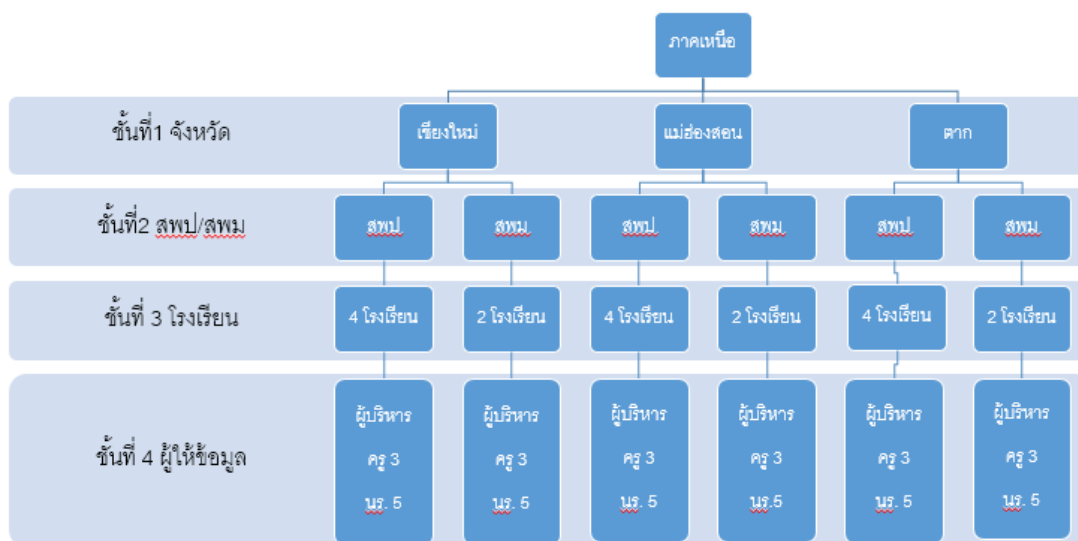 ภาคเหนือ
ชั้นที่1 จังหวัด
เชียงใหม่
แม่ฮ่องสอน
ตาก
ชั้นที่2 สพป/สพม
สพป.
สพม.
สพป.
สพม.
สพป.
สพม.
ชั้นที่ 3 โรงเรียน
4 โรงเรียน
2 โรงเรียน
4 โรงเรียน
2 โรงเรียน
4 โรงเรียน
2 โรงเรียน
ชั้นที่ 4 ผู้ให้ข้อมูล
ผู้บริหาร
ครู 3
นร. 5
ผู้บริหาร
ครู 3
นร. 5
ผู้บริหาร
ครู 3
นร. 5
ผู้บริหาร
ครู 3
นร.5
ผู้บริหาร
ครู 3
นร. 5
ผู้บริหาร
ครู 3
นร. 5